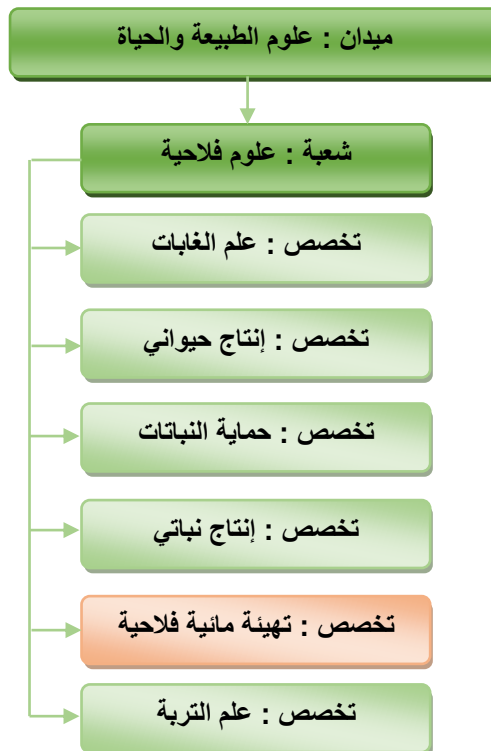 ميدان : علوم الطبيعة والحياة
شعبة : علوم فلاحية
تخصص : علم الغابات
تخصص : إنتاج حيواني
تخصص : حماية النباتات
تخصص : إنتاج نباتي
تخصص : تهيئة مائية فلاحية
تخصص : علم التربة